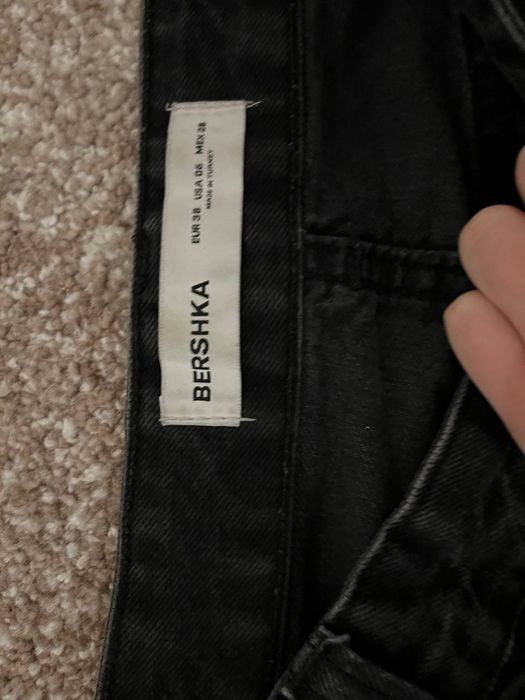 BERSHKA
EUR 38 USA 06 MEX 28
MADE IN TURKEY